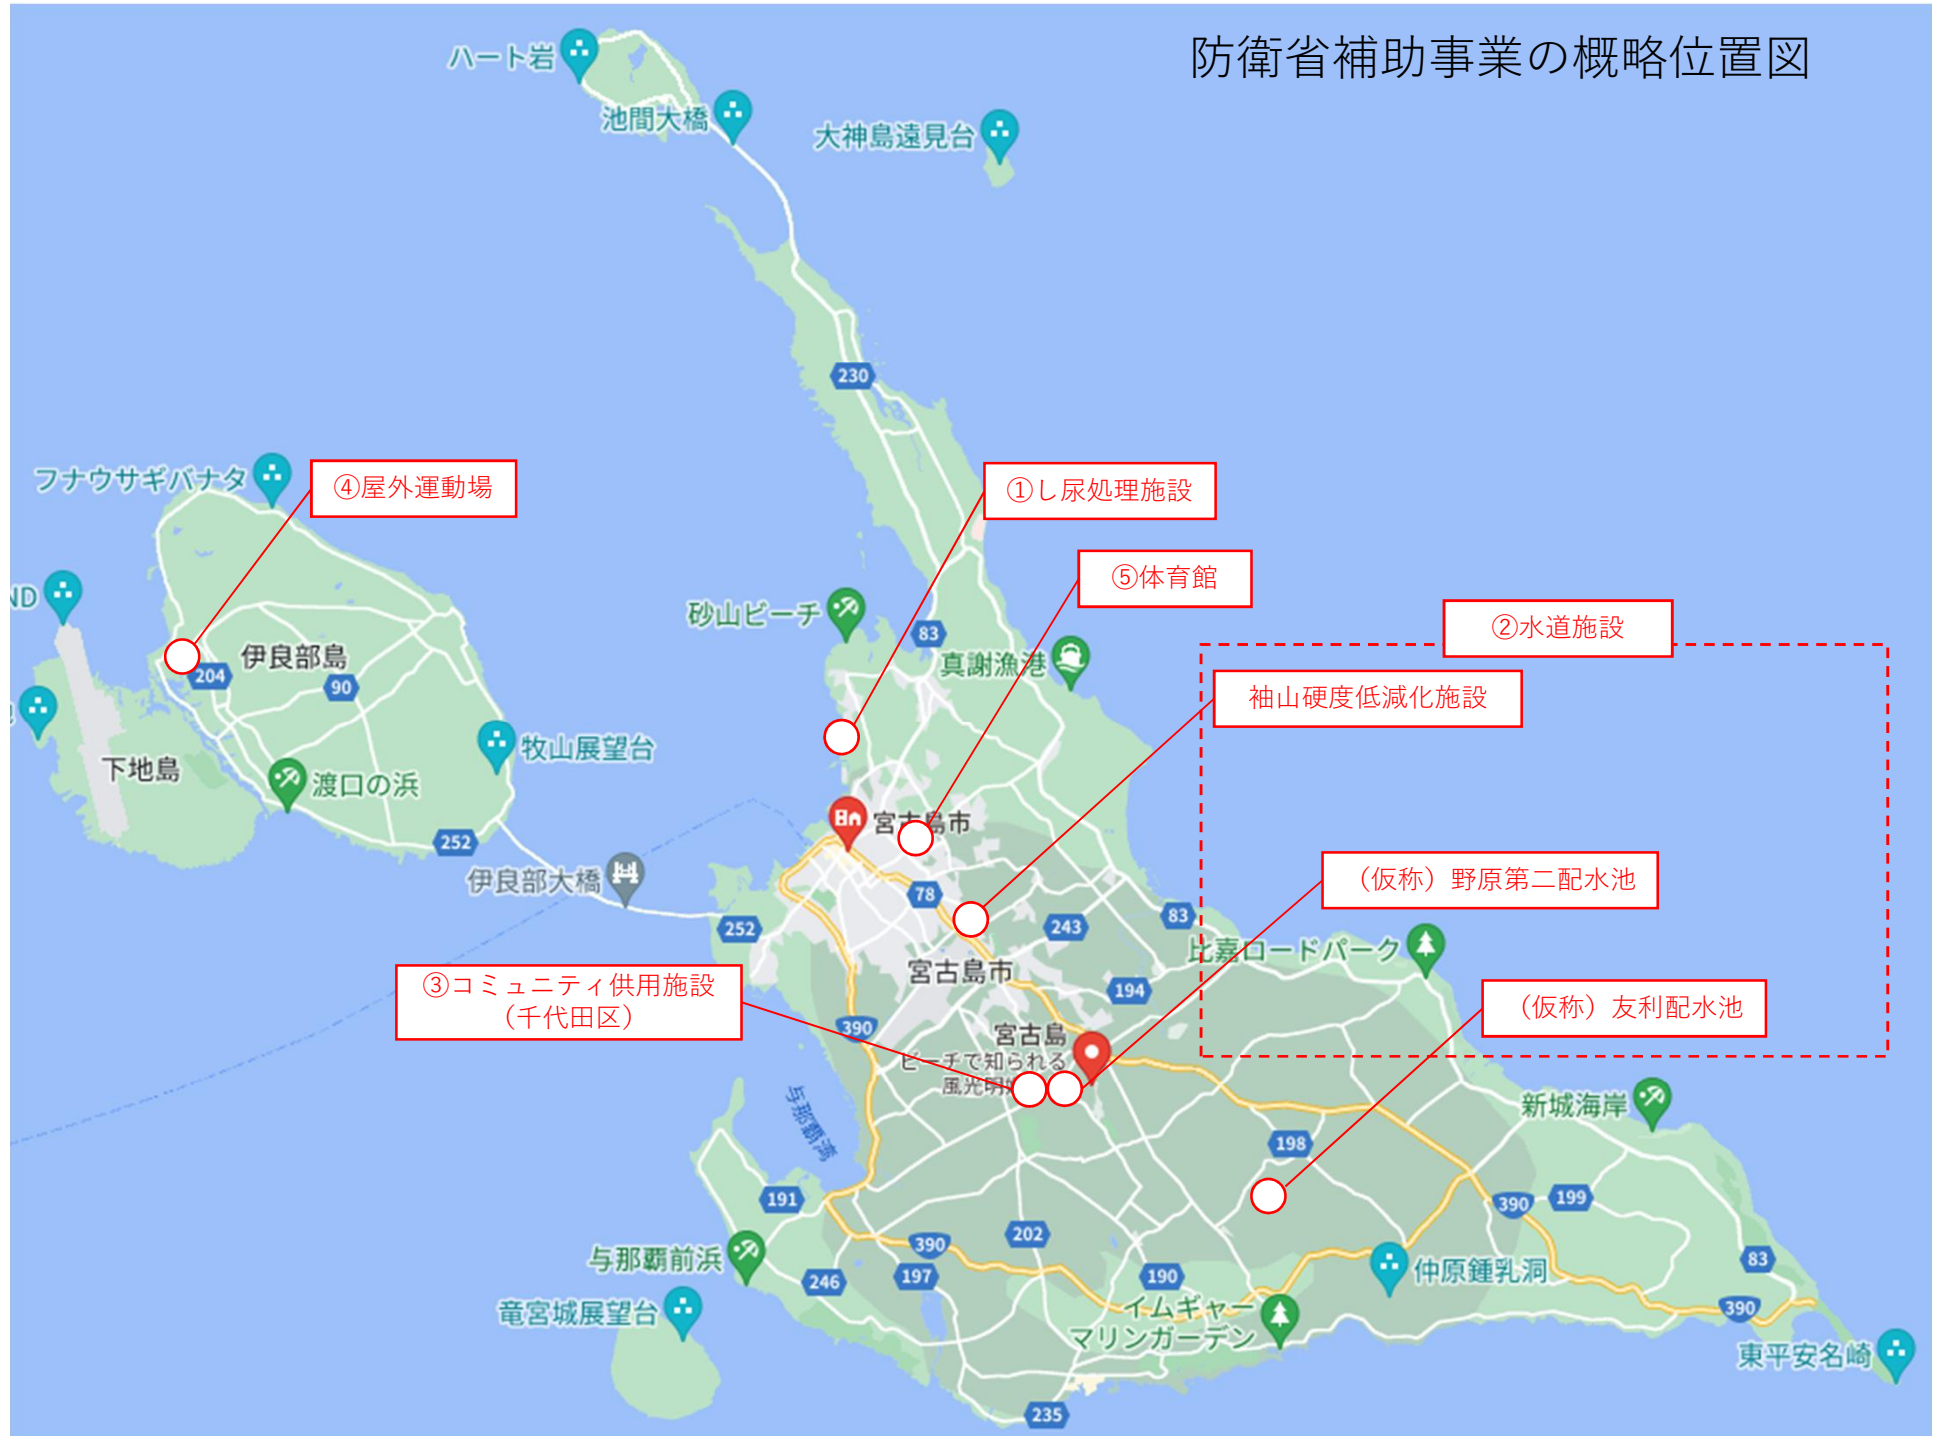 防衛省補助事業の概略位置図
ハート岩
池間大橋
大神島遠見台
230
フナウサギバナタ
④屋外運動場
①し尿処理施設
⑤体育館
②水道施設
ND
砂山ビーチ
83
真謝漁港
伊良部島
204
90
袖山硬度低減化施設
牧山展望台
下地島
渡口の浜
宮古島市
252
伊良部大橋
78
(仮称)野原第二配水池
252
243
83
比嘉ロードパーク
宮古島市
③コミュニティ供用施設
(千代田区)
194
(仮称)友利配水池
390
宮古島
ビーチで知られる
風光明
与那覇湾
新城海岸
198
191
390
199
202
390
与那覇前浜
246
197
190
仲原鍾乳洞
83
竜宮城展望台
イムギャー
マリンガーデン
390
東平安名崎
235